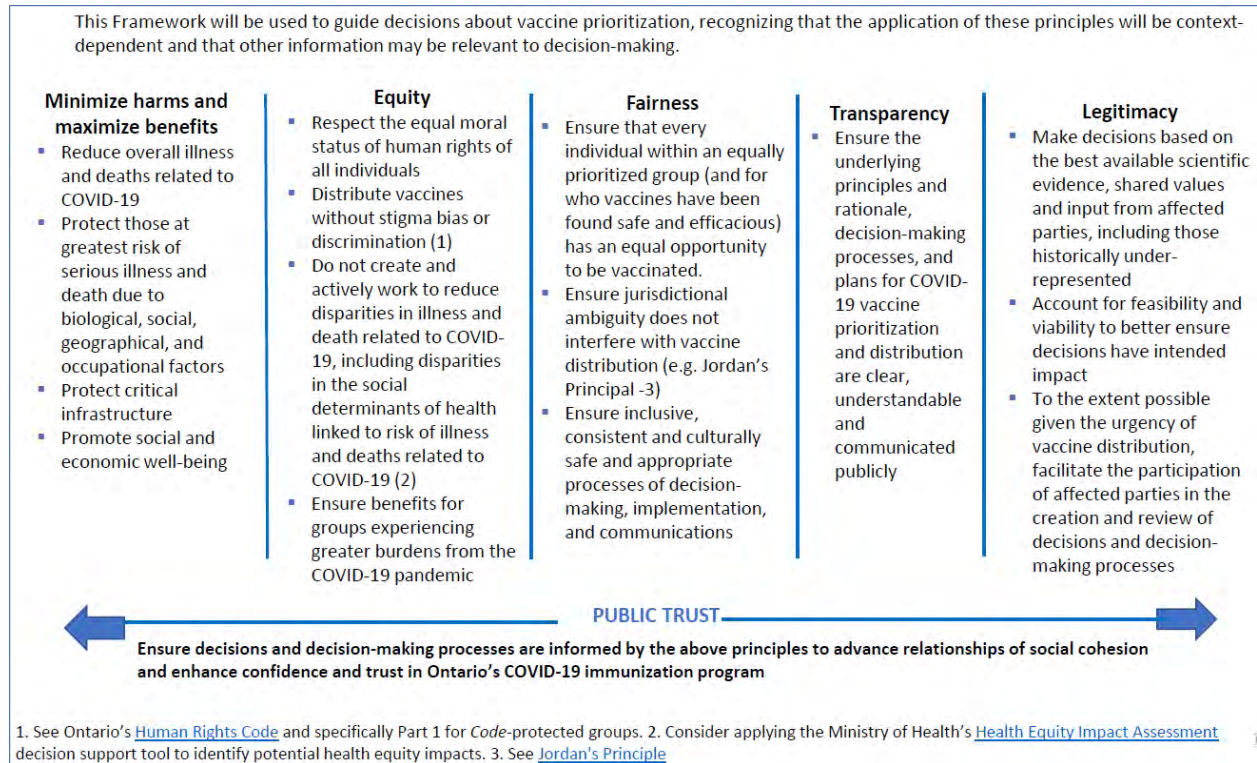 This Framework will be used to guide decisions about vaccine prioritization, recognizing that the application of these principles will be context-
dependent and that other information may be relevant to decision-making.
Minimize harms and
maximize benefits
▪ Reduce overall illness
and deaths related to
COVID-19
▪ Protect those at
greatest risk of
serious illness and
death due to
biological, social,
geographical, and
occupational factors
▪ Protect critical
infrastructure
▪ Promote social and
economic well-being
Equity
▪ Respect the equal moral
status of human rights of
all individuals
▪ Distribute vaccines
without stigma bias or
discrimination (1)
▪ Do not create and
actively work to reduce
disparities in illness and
death related to COVID-
19, including disparities
in the social
determinants of health
linked to risk of illness
and deaths related to
COVID-19 (2)
▪ Ensure benefits for
groups experiencing
greater burdens from the
COVID-19 pandemic
Fairness
▪ Ensure that every
individual within an equally
prioritized group (and for
who vaccines have been
found safe and efficacious)
has an equal opportunity
to be vaccinated.
▪ Ensure jurisdictional
ambiguity does not
interfere with vaccine
distribution (e.g. Jordan's
Principal -3)
▪ Ensure inclusive,
consistent and culturally
safe and appropriate
processes of decision-
making, implementation,
and communications
Transparency
▪ Ensure the
underlying
principles and
rationale,
decision-making
processes, and
plans for COVID-
19 vaccine
prioritization
and distribution
are clear,
understandable
and
communicated
publicly
Legitimacy
▪ Make decisions based on
the best available scientific
evidence, shared values
and input from affected
parties, including those
historically under-
represented
▪ Account for feasibility and
viability to better ensure
decisions have intended
impact
▪ To the extent possible
given the urgency of
vaccine distribution,
facilitate the participation
of affected parties in the
creation and review of
decisions and decision-
making processes
PUBLIC TRUST
Ensure decisions and decision-making processes are informed by the above principles to advance relationships of social cohesion
and enhance confidence and trust in Ontario's COVID-19 immunization program
1. See Ontario's Human Rights Code and specifically Part 1 for Code-protected groups. 2. Consider applying the Ministry of Health's Health Equity Impact Assessment
decision support tool to identify potential health equity impacts. 3. See Jordan's Principle